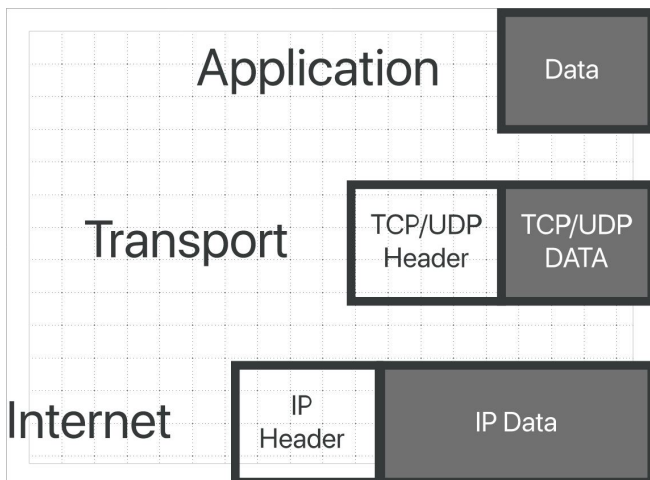 Application
Data
Transport
TCP/UDP
Header
TCP/UDP
DATA
Internet
IP
Header
IP Data